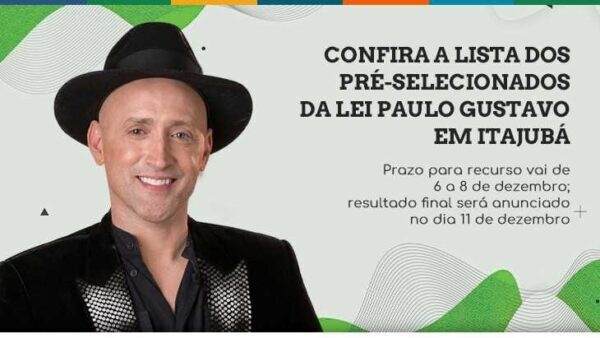 CONFIRA A LISTA DOS
PRÉ-SELECIONADOS
DA LEI PAULO GUSTAVO
EM ITAJUBÁ
Prazo para recurso vai de
6 a 8 de dezembro;
resultado final será anunciado
no dia 11 de dezembro